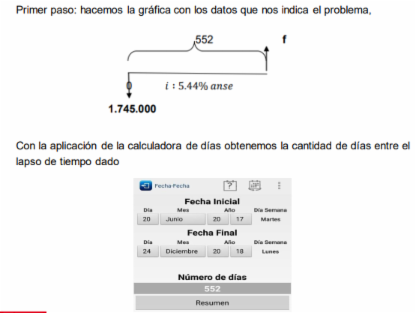 Primer paso: hacemos la gráfica con los datos que nos indica el problema,
552 f
0 i : 5.44% anse
1.745.000
Con la aplicación de la calculadora de días obtenemos la cantidad de días entre el
lapso de tiempo dado
Fecha-Fecha ?
Fecha Inicial
Día Mes Año Día Semana
20 Junio 20 17 Martes
Fecha Final
Día Mes Año Día Semana
24 Diciembre 20 18 Lunes
Número de días
552
Resumen